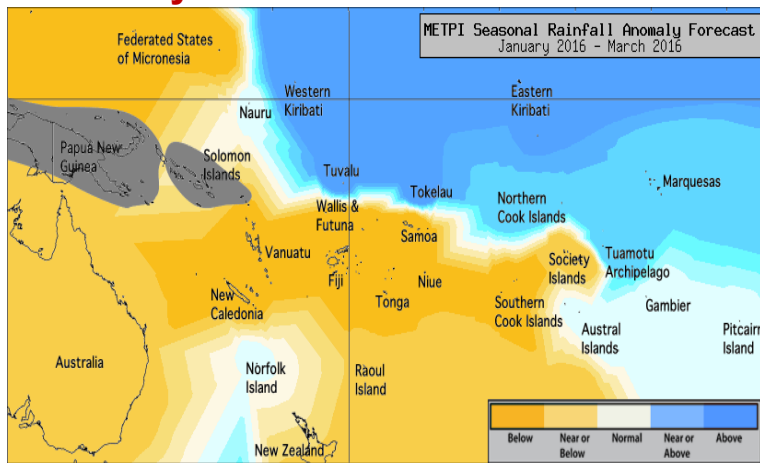 METPI Seasonal Rainfall Anomaly Forecast
January 2016 – March 2016
Federated States
of Micronesia
Western
Kiribati
Eastern
Kiribati
Nauru
Papua New
Guinea
Solomon
Islands
Tuvalu
Tokelau
Northern
Cook Islands
Marquesas
Wallis &
Futuna
Samoa
Vanuatu
Fiji
Tonga
Niue
Society
Islands
Tuamotu
Archipelago
New
Caledonia
Southern
Cook Islands
Gambier
Austral
Islands
Pitcairn
Island
Australia
Norfolk
Island
Raoul
Island
New Zealand
Below
Near or
Below
Normal
Near or
Above
Above